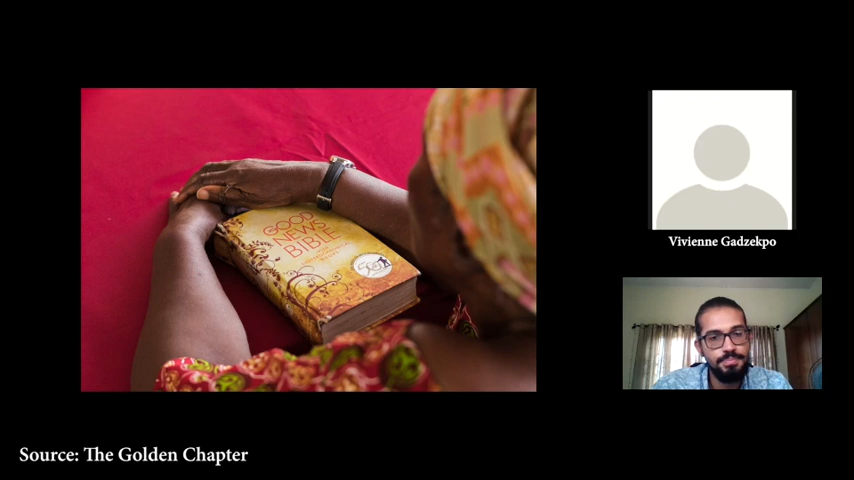 GOOD
NEWS
BIBLE
Vivienne Gadzekpo
Source: The Golden Chapter